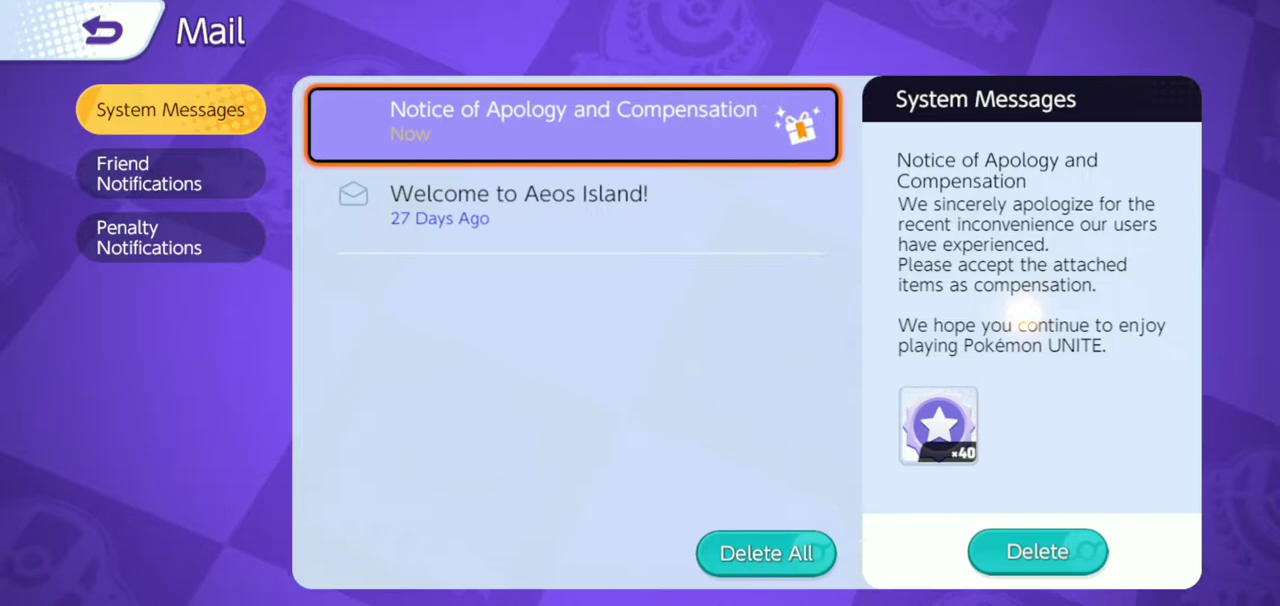 Mail
System Messages
Friend
Notifications
Penalty
Notifications
Notice of Apology and Compensation
Now
Welcome to Aeos Island!
27 Days Ago
Delete All
System Messages
Notice of Apology and
Compensation
We sincerely apologize for the
recent inconvenience our users
have experienced.
Please accept the attached
items as compensation.
We hope you continue to enjoy
playing Pokémon UNITE.
×40
Delete